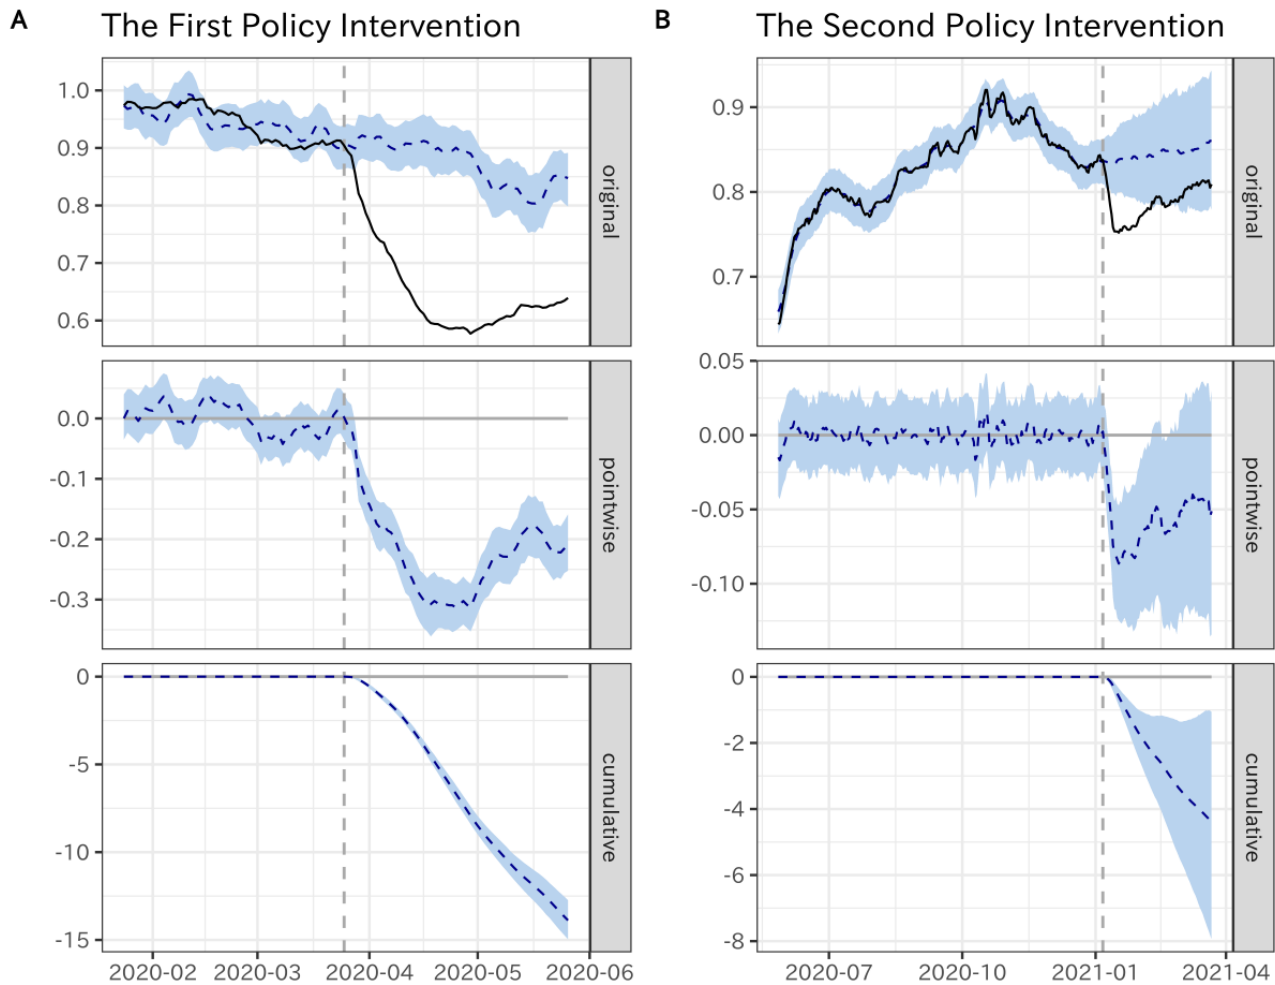 A The First Policy Intervention
1.0
0.9
0.8
0.7
0.6
original
0.0
-0.1
-0.2
-0.3
pointwise
0
-5
-10
-15
cumulative
2020-02 2020-03 2020-04 2020-05 2020-06
B The Second Policy Intervention
0.9
0.8
0.7
original
0.05
0.00
-0.05
-0.10
pointwise
0
-2
-4
-6
-8
cumulative
2020-07 2020-10 2021-01 2021-04